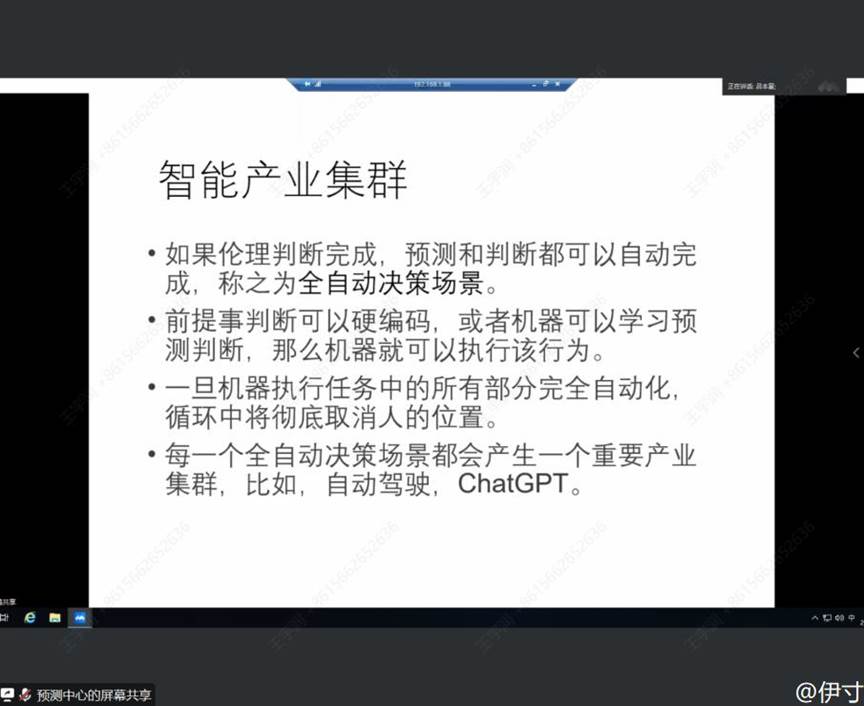 192.168.1.88
正在讲话: 吕本富;
智能产业集群
• 如果伦理判断完成，预测和判断都可以自动完
成，称之为全自动决策场景。
• 前提事判断可以硬编码，或者机器可以学习预
测判断，那么机器就可以执行该行为。
• 一旦机器执行任务中的所有部分完全自动化，
循环中将彻底取消人的位置。
• 每一个全自动决策场景都会产生一个重要产业
集群，比如，自动驾驶，ChatGPT。
中
预测中心的屏幕共享
@伊寸